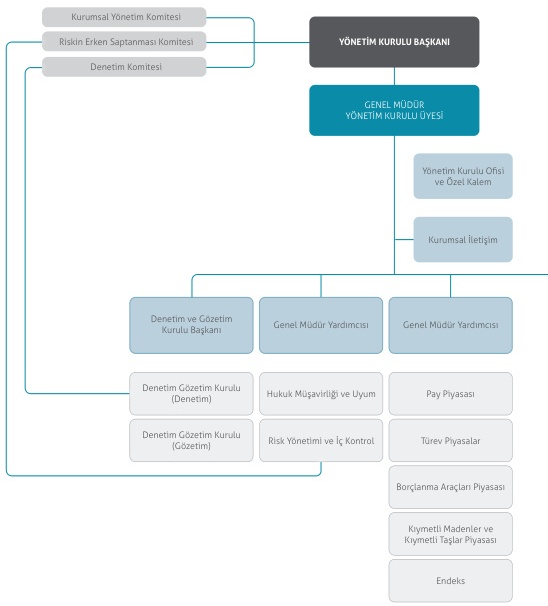 Kurumsal Yönetim Komitesi
Riskin Erken Saptanması Komitesi
Denetim Komitesi
YÖNETİM KURULU BAŞKANI
GENEL MÜDÜR
YÖNETİM KURULU ÜYESİ
Yönetim Kurulu Ofisi
ve Özel Kalem
Kurumsal İletişim
Denetim ve Gözetim
Kurulu Başkanı
Genel Müdür Yardımcısı
Genel Müdür Yardımcısı
Denetim Gözetim Kurulu
(Denetim)
Hukuk Müşavirliği ve Uyum
Pay Piyasası
Denetim Gözetim Kurulu
(Gözetim)
Risk Yönetimi ve İç Kontrol
Türev Piyasalar
Borçlanma Araçları Piyasası
Kıymetli Madenler ve
Kıymetli Taşlar Piyasası
Endeks